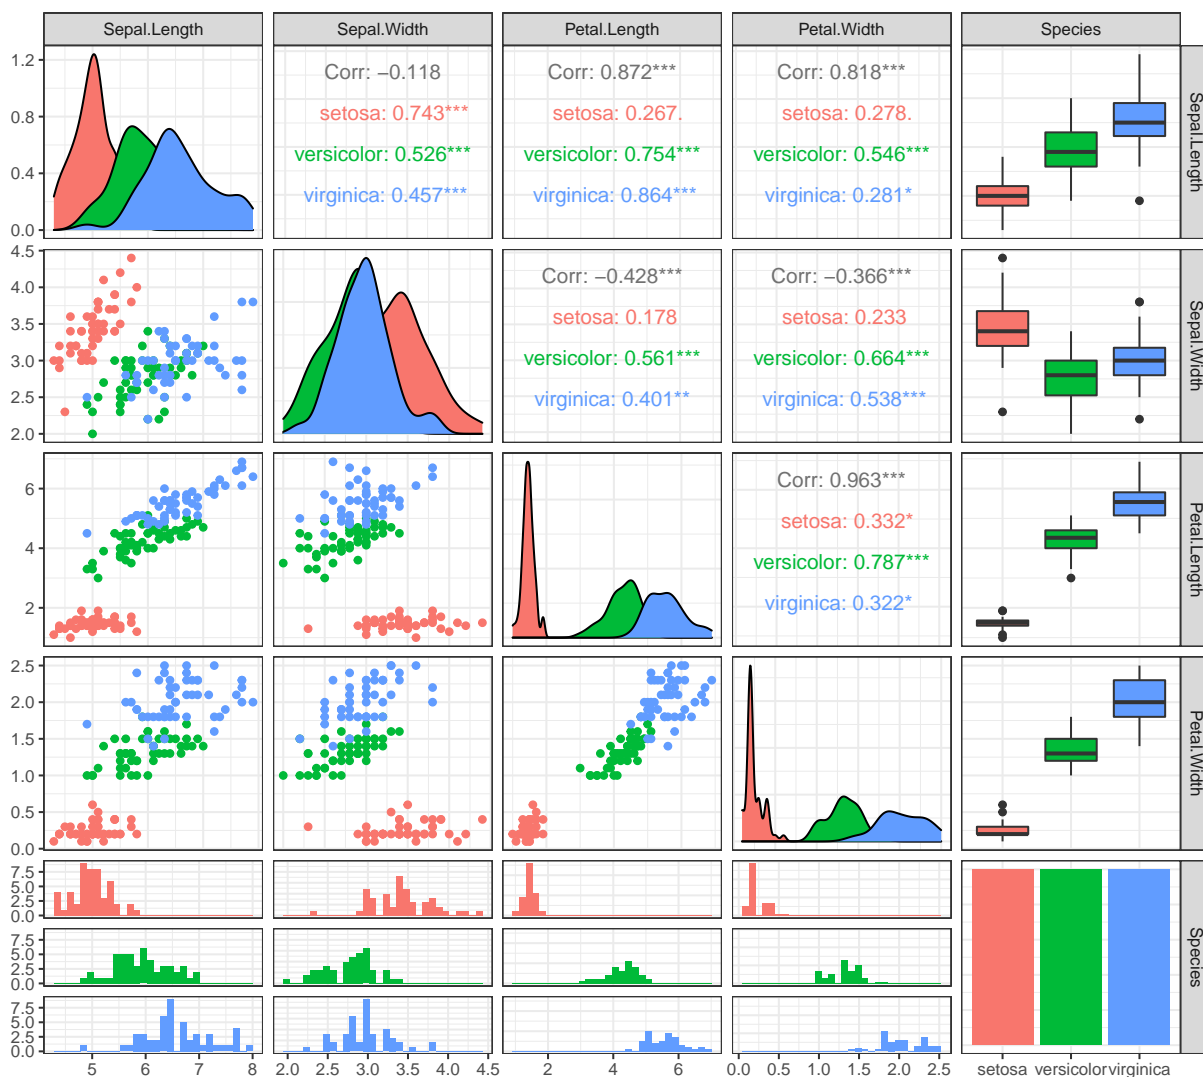 Sepal.Length Sepal.Width Petal.Length Petal.Width Species
1.2
0.8
0.4
0.0
Corr: −0.118
setosa: 0.743***
versicolor: 0.526***
virginica: 0.457***
Corr: 0.872***
setosa: 0.267.
versicolor: 0.754***
virginica: 0.864***
Corr: 0.818***
setosa: 0.278.
versicolor: 0.546***
virginica: 0.281*
Sepal.Length
4.5
4.0
3.5
3.0
2.5
2.0
Corr: −0.428***
setosa: 0.178
versicolor: 0.561***
virginica: 0.401**
Corr: −0.366***
setosa: 0.233
versicolor: 0.664***
virginica: 0.538***
Sepal.Width
6
4
2
Corr: 0.963***
setosa: 0.332*
versicolor: 0.787***
virginica: 0.322*
Petal.Length
2.5
2.0
1.5
1.0
0.5
0.0
Petal.Width
7.5
5.0
2.5
0.0
7.5
5.0
2.5
0.0
7.5
5.0
2.5
0.0
Species
5 6 7 8 2.0 2.5 3.0 3.5 4.0 4.5 2 4 6 0.0 0.5 1.0 1.5 2.0 2.5 setosa versicolor virginica